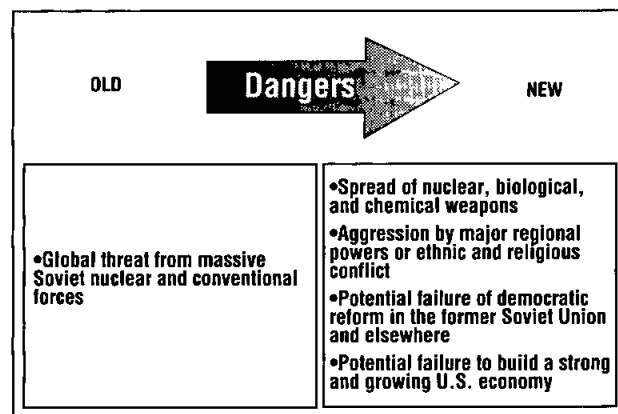 OLD
Dangers
NEW
•Global threat from massive
Soviet nuclear and conventional
forces
•Spread of nuclear, biological,
and chemical weapons
•Aggression by major regional
powers or ethnic and religious
conflict
•Potential failure of democratic
reform in the former Soviet Union
and elsewhere
•Potential failure to build a strong
and growing U.S. economy